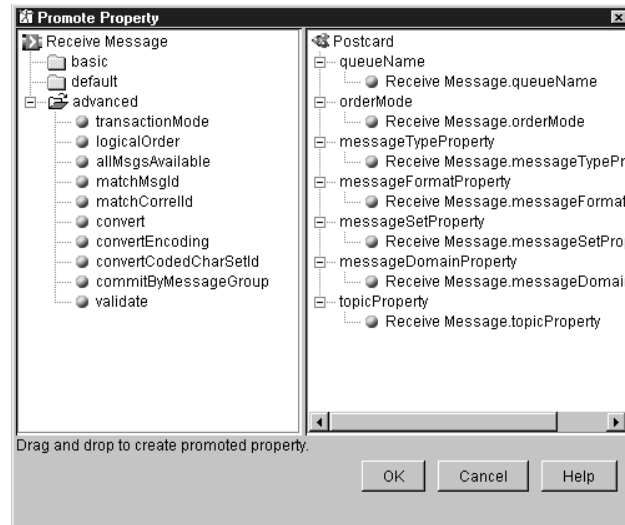 Promote Property
Receive Message
basic
default
advanced
transactionMode
logicalOrder
allMsgsAvailable
matchMsgId
matchCorrelId
convert
convertEncoding
convertCodedCharSetId
commitByMessageGroup
validate
Postcard
queueName
Receive Message.queueName
orderMode
Receive Message.orderMode
messageTypeProperty
Receive Message.messageTypePr
messageFormatProperty
Receive Message.messageFormat
messageSetProperty
Receive Message.messageSetPro
messageDomainProperty
Receive Message.messageDomai
topicProperty
Receive Message.topicProperty
Drag and drop to create promoted property.
OK
Cancel
Help